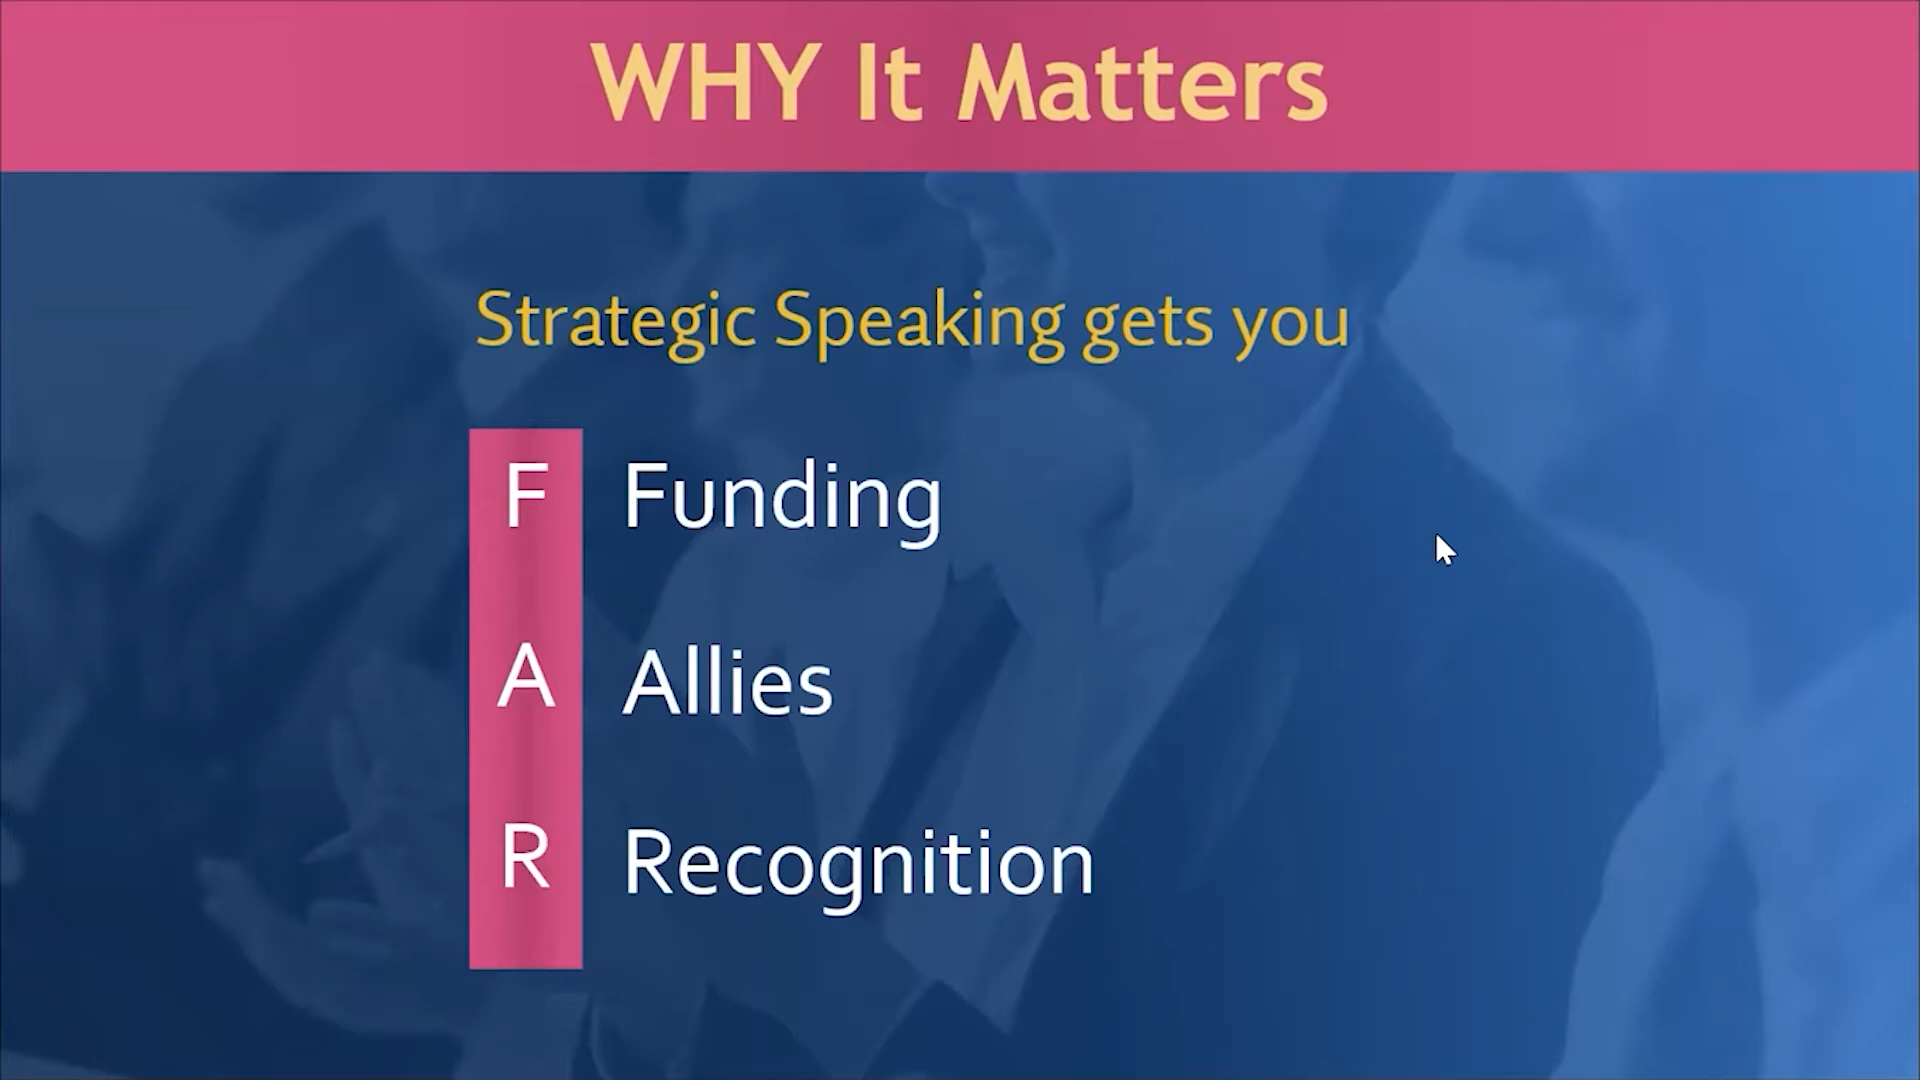 WHY It Matters
Strategic Speaking gets you
F Funding
A Allies
R Recognition